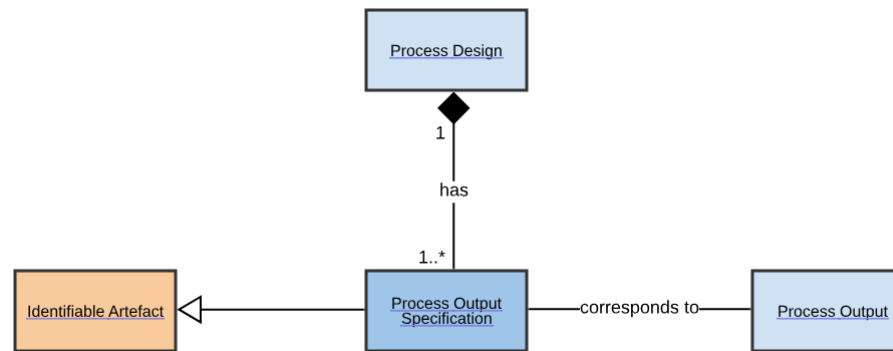 Process Design
1
has
1..*
Identifiable Artefact
Process Output
Specification
corresponds to
Process Output